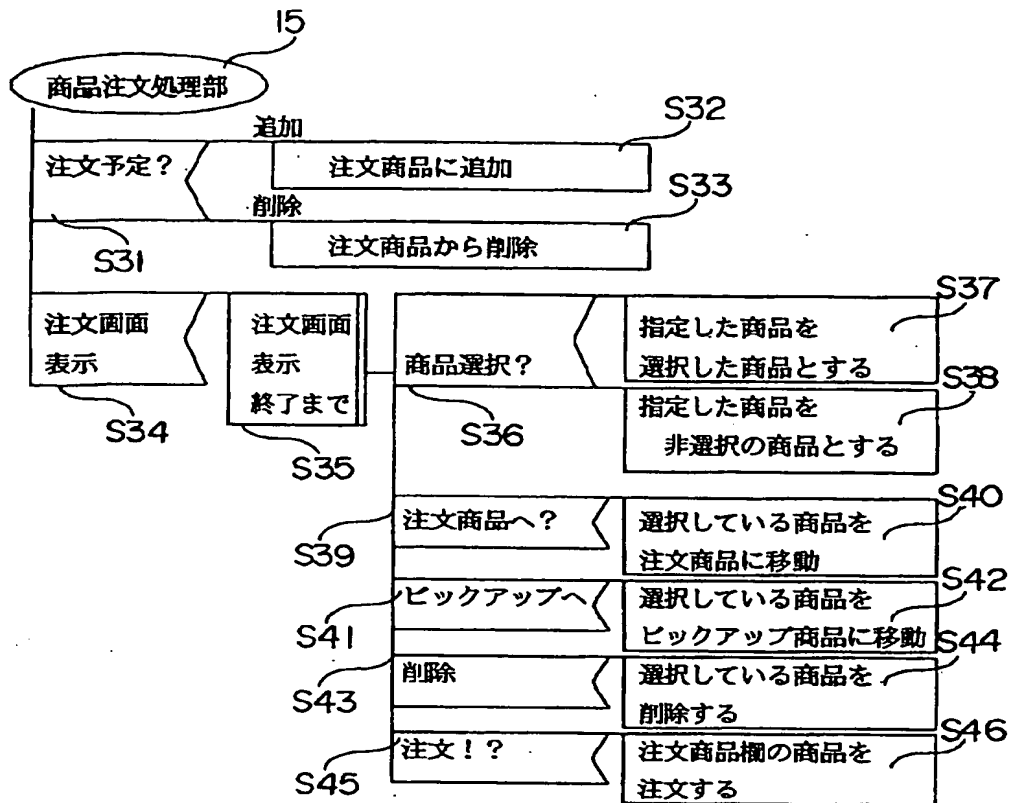 15
商品注文処理部
追加
S32
注文予定?
注文商品に追加
S33
削除
S31
注文商品から削除
S37
注文画面
表示
注文画面
表示
終了まで
商品選択?
指定した商品を
選択した商品とする
S38
S34
S35
S36
指定した商品を
非選択の商品とする
S40
注文商品へ?
選択している商品を
注文商品に移動
S39
S42
ピックアップへ
選択している商品を
ピックアップ商品に移動
S41
S44
削除
選択している商品を
削除する
S43
S46
注文!?
注文商品欄の商品を
注文する
S45